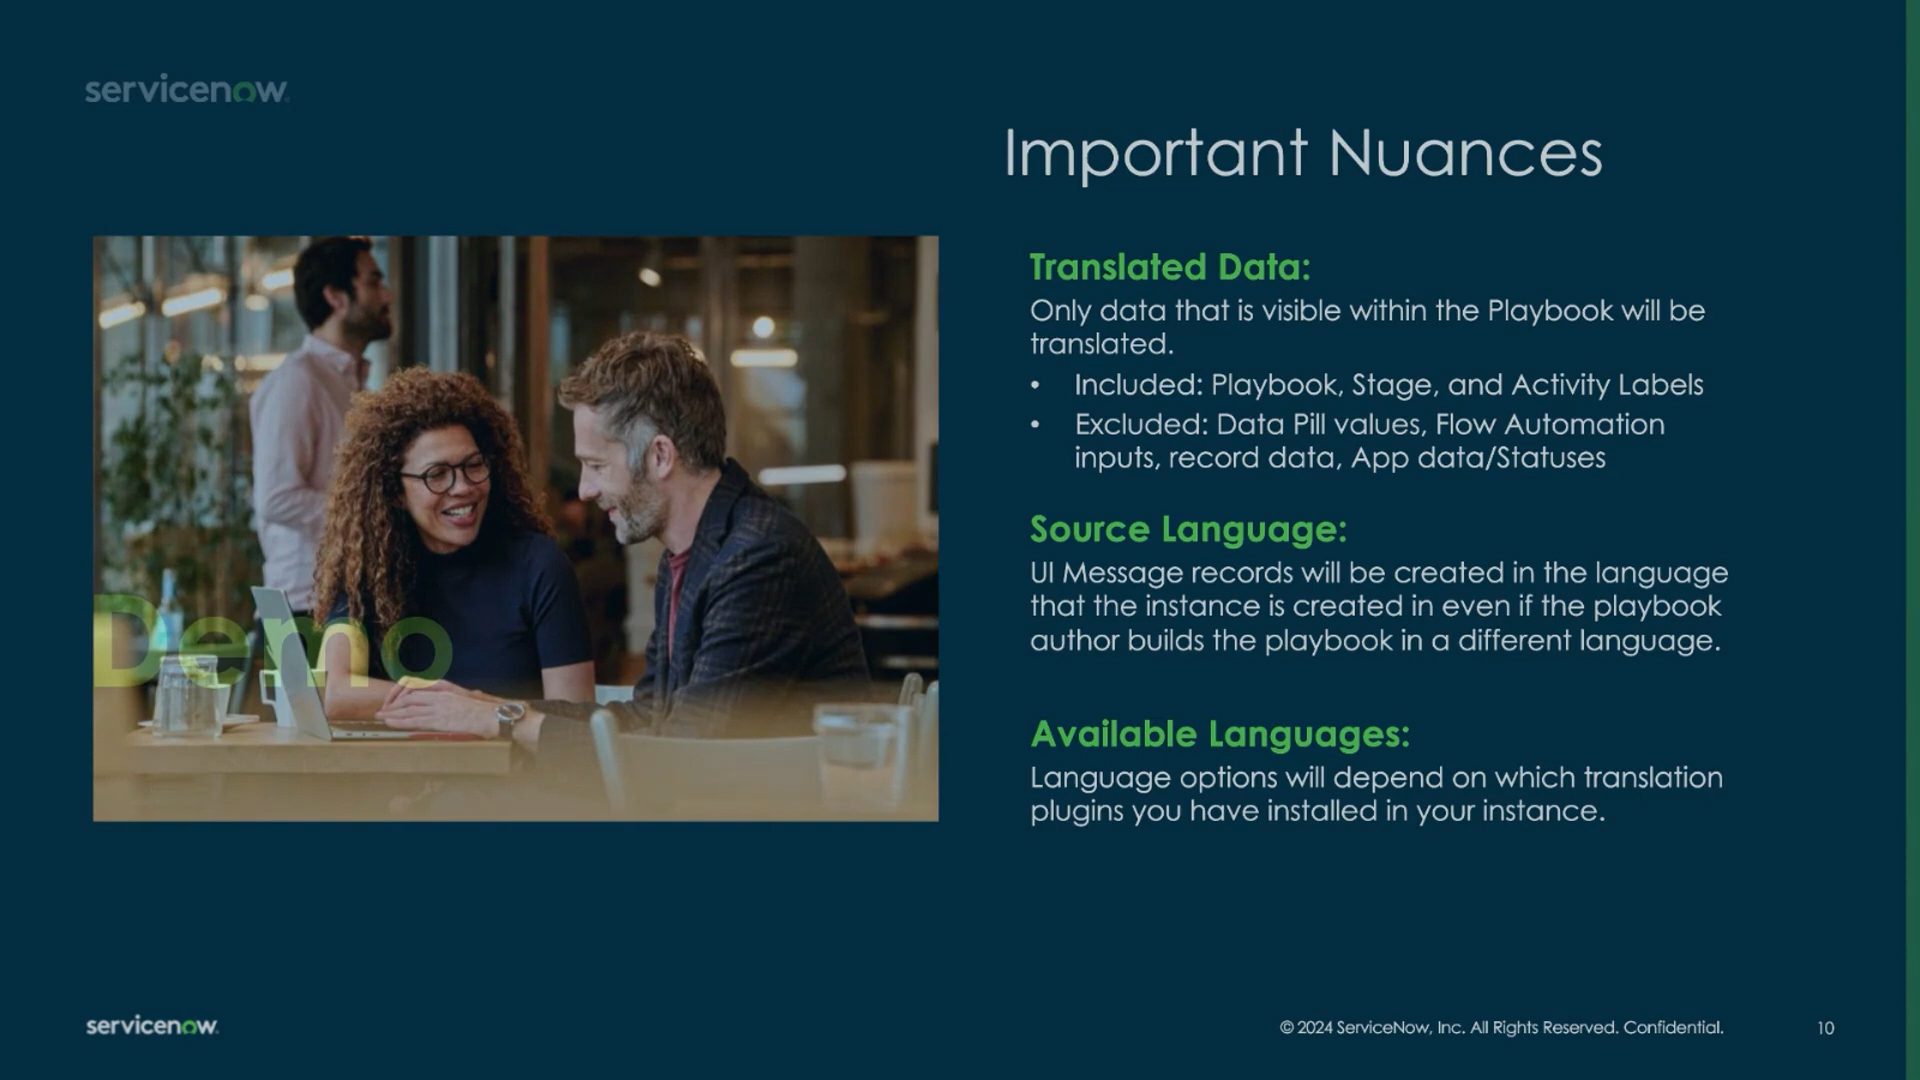 servicenow
Important Nuances
Translated Data:
Only data that is visible within the Playbook will be
translated.
• Included: Playbook, Stage, and Activity Labels
• Excluded: Data Pill values, Flow Automation
inputs, record data, App data/Statuses
Source Language:
UI Message records will be created in the language
that the instance is created in even if the playbook
author builds the playbook in a different language.
Available Languages:
Language options will depend on which translation
plugins you have installed in your instance.
Demo
servicenow
© 2024 ServiceNow, Inc. All Rights Reserved. Confidential.
10